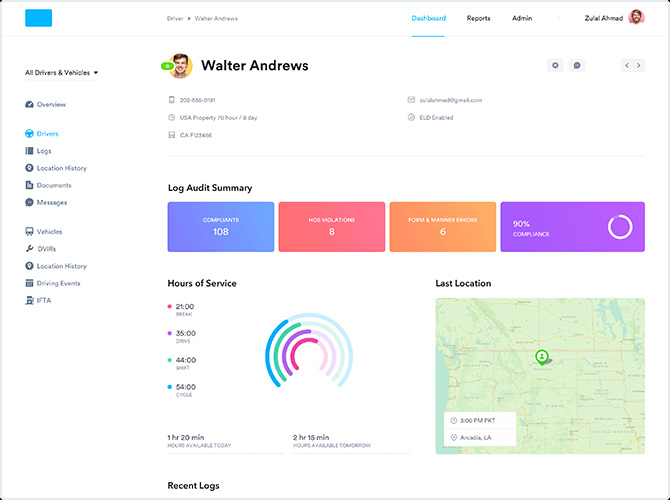 Driver ▸ Walter Andrews
Dashboard
Reports
Admin
Zulal Ahmad
All Drivers & Vehicles
Walter Andrews
Overview
202-555-0191
zulalahmad@gmail.com
USA Property 70 hour / 8 day
ELD Enabled
CA F123456
Drivers
Logs
Location History
Documents
Messages
Vehicles
DVIRs
Location History
Driving Events
IFTA
Log Audit Summary
COMPLIANTS
108
HOS VIOLATIONS
8
FORM & MANNER ERRORS
6
90%
COMPLIANCE
Hours of Service
21:00
BREAK
35:00
DRIVE
44:00
SHIFT
54:00
CYCLE
1 hr 20 min
HOURS AVAILABLE TODAY
2 hr 15 min
HOURS AVAILABLE TOMORROW
Last Location
3:00 PM PKT
Arcadia, LA
Recent Logs